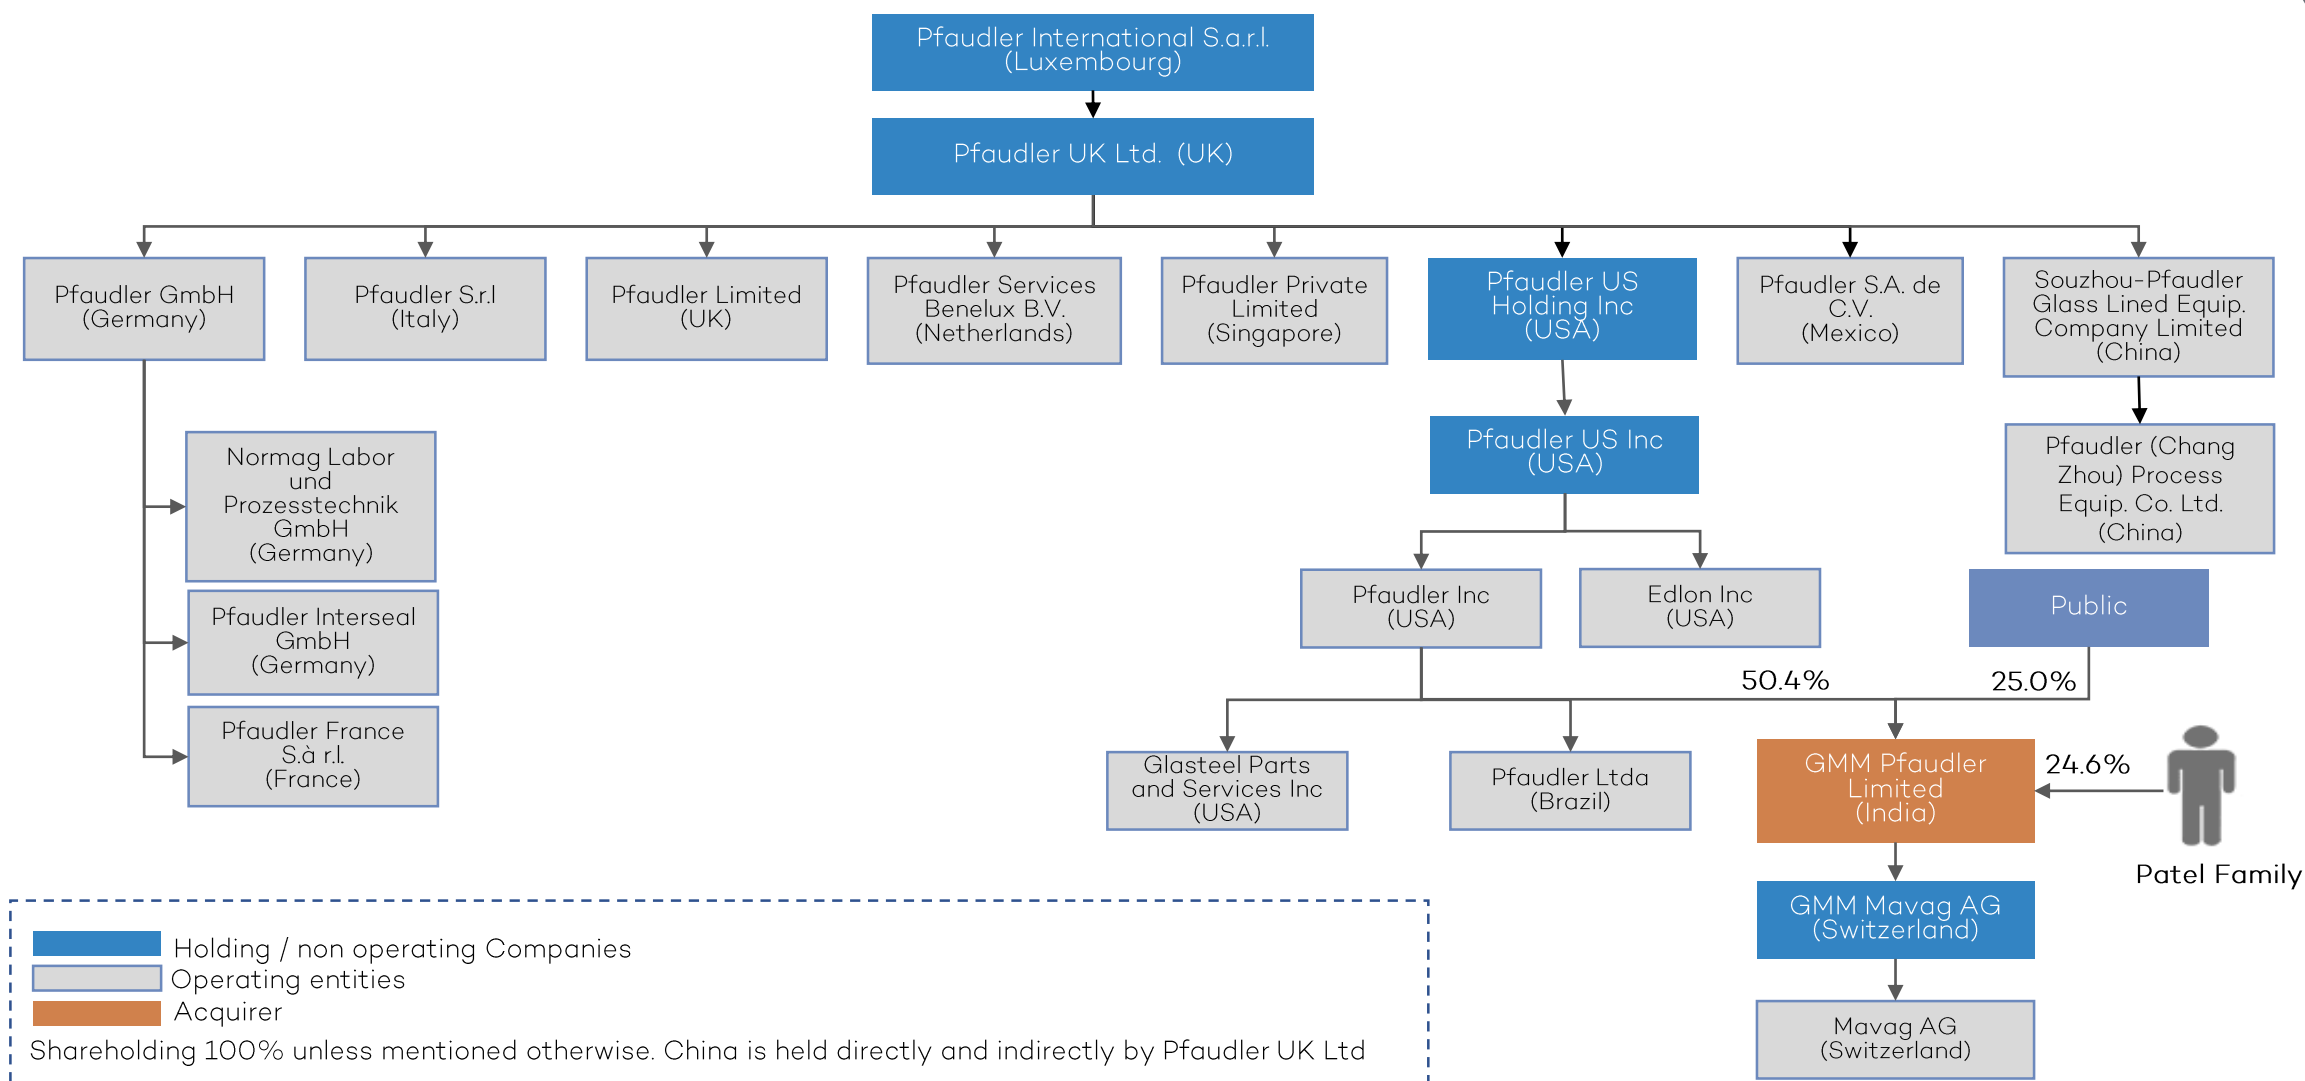 Pfaudler International S.a.r.l.
(Luxembourg)
Pfaudler UK Ltd. (UK)
Pfaudler GmbH
(Germany)
Pfaudler S.r.l
(Italy)
Pfaudler Limited
(UK)
Pfaudler Services
Benelux B.V.
(Netherlands)
Pfaudler Private
Limited
(Singapore)
Pfaudler US
Holding Inc
(USA)
Pfaudler S.A. de
C.V.
(Mexico)
Souzhou-Pfaudler
Glass Lined Equip.
Company Limited
(China)
Normag Labor
und
Prozesstechnik
GmbH
(Germany)
Pfaudler US Inc
(USA)
Pfaudler (Chang
Zhou) Process
Equip. Co. Ltd.
(China)
Pfaudler Interseal
GmbH
(Germany)
Pfaudler Inc
(USA)
Edlon Inc
(USA)
Public
50.4%
25.0%
Pfaudler France
S.à r.l.
(France)
Glasteel Parts
and Services Inc
(USA)
Pfaudler Ltda
(Brazil)
GMM Pfaudler
Limited
(India)
24.6%
Patel Family
GMM Mavag AG
(Switzerland)
Mavag AG
(Switzerland)
Holding / non operating Companies
Operating entities
Acquirer
Shareholding 100% unless mentioned otherwise. China is held directly and indirectly by Pfaudler UK Ltd